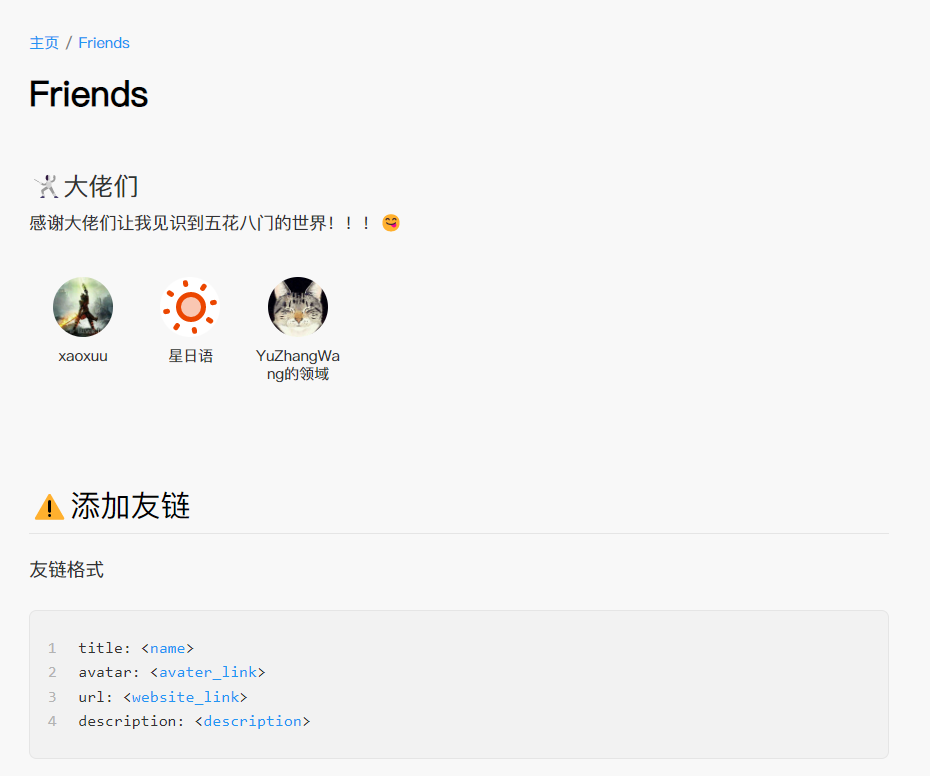 主页 / Friends
Friends
🤺大佬们
感谢大佬们让我见识到五花八门的世界！！！😋
xaoxuu
星日语
YuZhangWa
ng的领域
⚠️添加友链
友链格式
1 title: <name>
2 avatar: <avater_link>
3 url: <website_link>
4 description: <description>